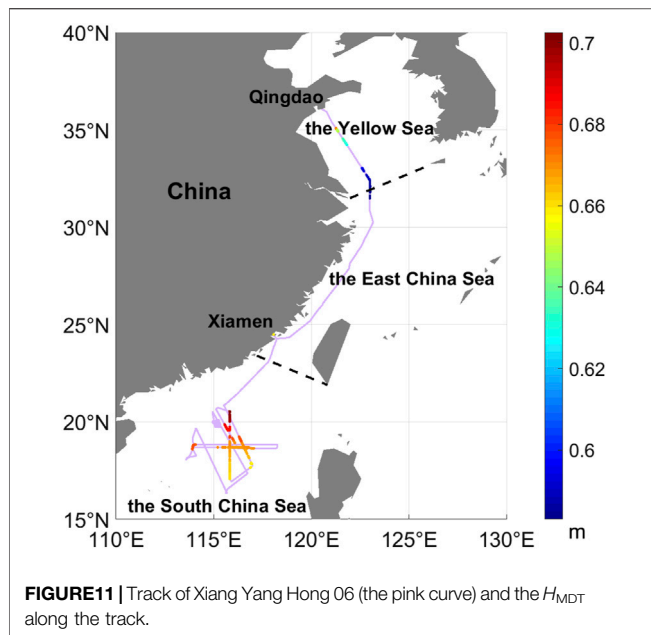 40°N
35°N
30°N
25°N
20°N
15°N
110°E 115°E 120°E 125°E 130°E
Qingdao
the Yellow Sea
China
the East China Sea
Xiamen
the South China Sea
0.7
0.68
0.66
0.64
0.62
0.6
m
FIGURE11 | Track of Xiang Yang Hong 06 (the pink curve) and the HMDT
along the track.